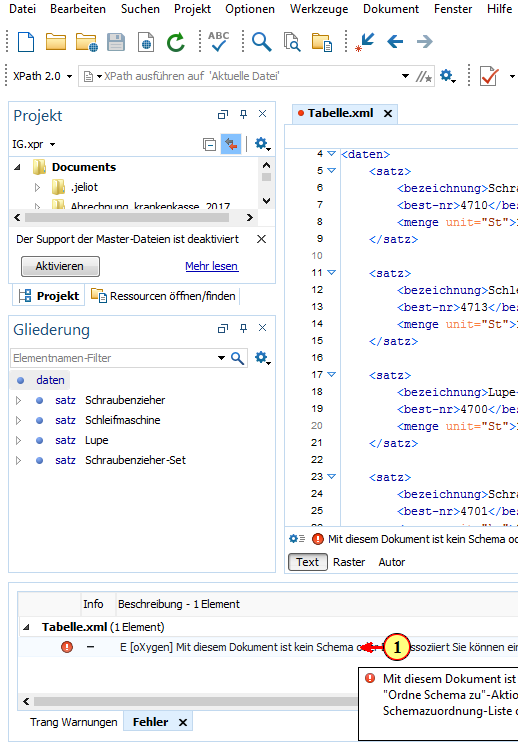 Datei Bearbeiten Suchen Projekt Optionen Werkzeuge Dokument Fenster Hilfe
ABC
XPath 2.0 XPath ausführen auf 'Aktuelle Datei'
Projekt
IG.xpr
Documents
.jeliot
Abrechnung_krankenkasse_2017
Der Support der Master-Dateien ist deaktiviert
Aktivieren Mehr lesen
Projekt Ressourcen öffnen/finden
Gliederung
Elementnamen-Filter
daten
satz Schraubenzieher
satz Schleifmaschine
satz Lupe
satz Schraubenzieher-Set
Tabelle.xml
4 <daten>
5 <satz>
6 <bezeichnung>Schra
7 <best-nr>4710</be
8 <menge unit="St">
9 </satz>
10
11 <satz>
12 <bezeichnung>Schle
13 <best-nr>4713</be
14 <menge unit="St">
15 </satz>
16
17 <satz>
18 <bezeichnung>Lupe
19 <best-nr>4700</be
20 <menge unit="St">
21 </satz>
22
23 <satz>
24 <bezeichnung>Schra
25 <best-nr>4701</be
Mit diesem Dokument ist kein Schema od
Text Raster Autor
Info Beschreibung - 1 Element
Tabelle.xml (1 Element)
E [oXygen] Mit diesem Dokument ist kein Schema o 1 ssoziiert Sie können ein
Mit diesem Dokument ist
"Ordne Schema zu"-Aktio
Schemazuordnung-Liste
Trang Warnungen Fehler